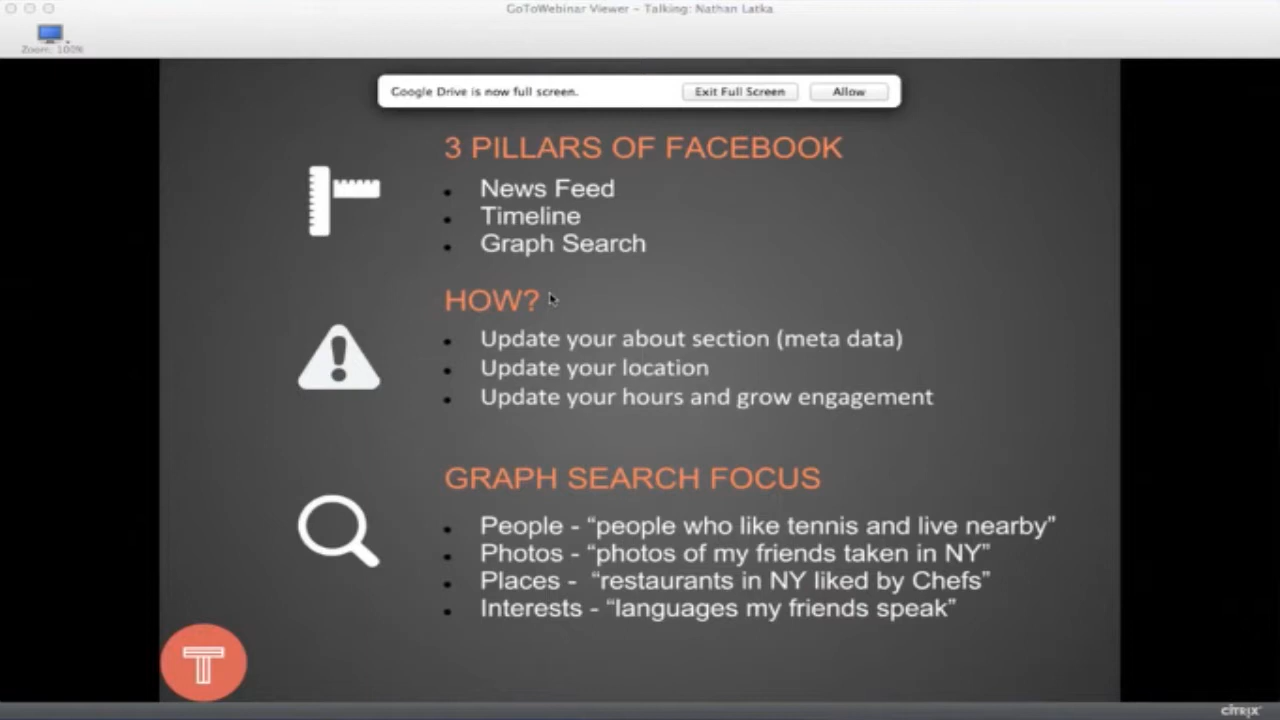 GoToWebinar Viewer - Talking: Nathan Latka
Zoom: 100%
Google Drive is now full screen.
Exit Full Screen
Allow
3 PILLARS OF FACEBOOK
News Feed
Timeline
Graph Search
HOW?
Update your about section (meta data)
Update your location
Update your hours and grow engagement
GRAPH SEARCH FOCUS
People - “people who like tennis and live nearby”
Photos - “photos of my friends taken in NY”
Places -  “restaurants in NY liked by Chefs”
Interests - “languages my friends speak”
T
CITRIX